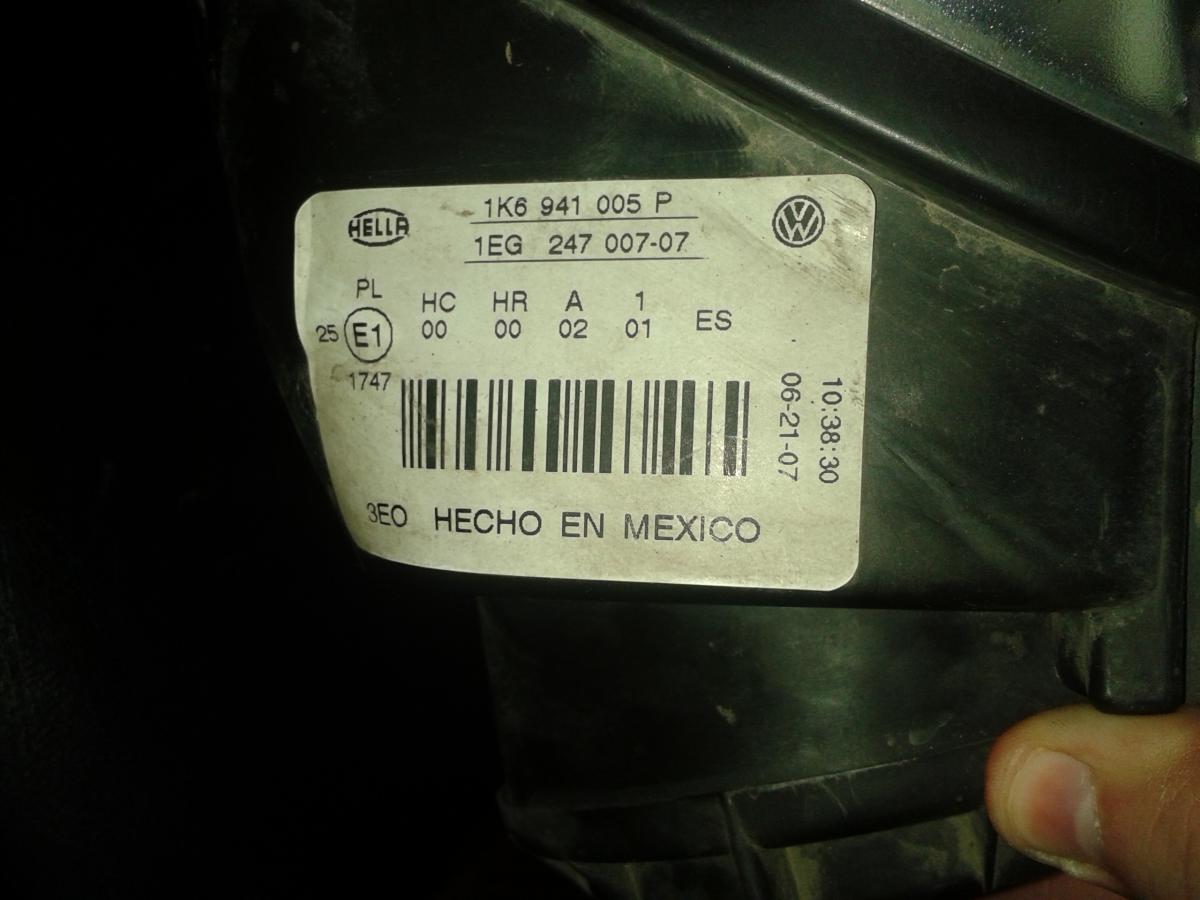 HELLA
1K6 941 005 P
1EG 247 007-07
PL
HC HR A 1 ES
25 E1 00 00 02 01
1747
10:38:30
06-21-07
3EO HECHO EN MEXICO